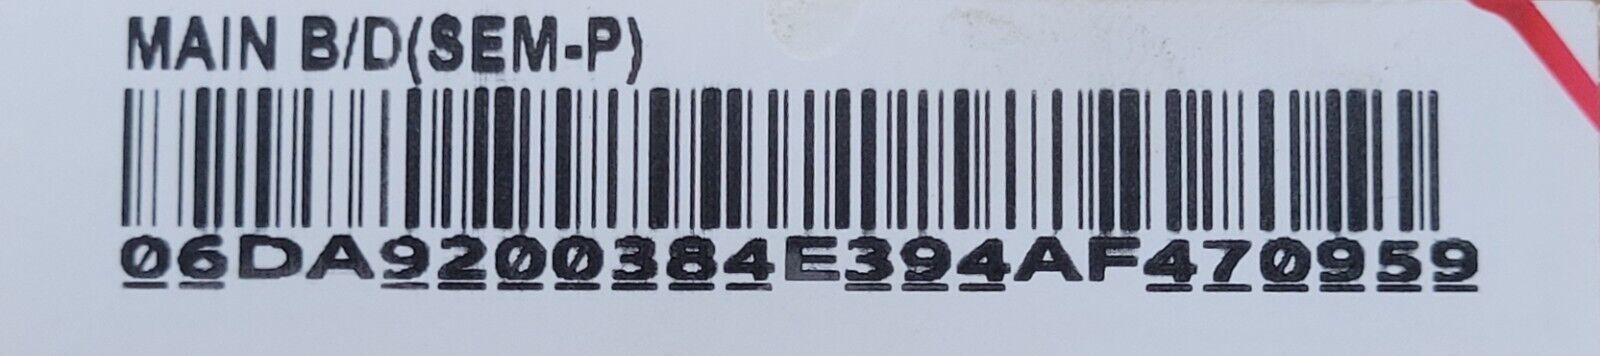 MAIN B/D(SEM-P)
06DA9200384E394AF470959